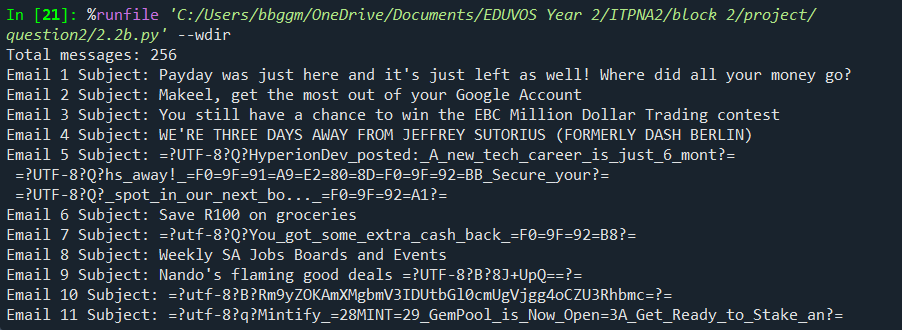 In [21]: %runfile 'C:/Users/bbggm/OneDrive/Documents/EDUVOS Year 2/ITPNA2/block 2/project/
question2/2.2b.py' --wdir
Total messages: 256
Email 1 Subject: Payday was just here and it's just left as well! Where did all your money go?
Email 2 Subject: Makeel, get the most out of your Google Account
Email 3 Subject: You still have a chance to win the EBC Million Dollar Trading contest
Email 4 Subject: WE'RE THREE DAYS AWAY FROM JEFFREY SUTORIUS (FORMERLY DASH BERLIN)
Email 5 Subject: =?UTF-8?Q?HyperionDev_posted:_A_new_tech_career_is_just_6_mont?=
=?UTF-8?Q?hs_away!_=F0=9F=91=A9=E2=80=8D=F0=9F=92=BB_Secure_your?=
=?UTF-8?Q?_spot_in_our_next_bo..._=F0=9F=92=A1?=
Email 6 Subject: Save R100 on groceries
Email 7 Subject: =?utf-8?Q?You_got_some_extra_cash_back_=F0=9F=92=B8?=
Email 8 Subject: Weekly SA Jobs Boards and Events
Email 9 Subject: Nando's flaming good deals =?UTF-8?B?8J+UpQ==?=
Email 10 Subject: =?utf-8?B?Rm9yZOKAmXMgbmV3IDUtbGl0cmUgVjgg4oCZU3Rhbmc=?=
Email 11 Subject: =?utf-8?q?Mintify_=28MINT=29_GemPool_is_Now_Open=3A_Get_Ready_to_Stake_an?=